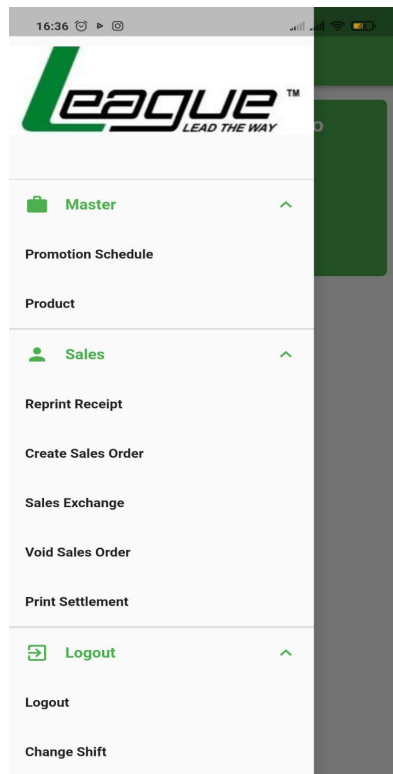 16:36
League TM
LEAD THE WAY
o
Master
Promotion Schedule
Product
Sales
Reprint Receipt
Create Sales Order
Sales Exchange
Void Sales Order
Print Settlement
Logout
Logout
Change Shift